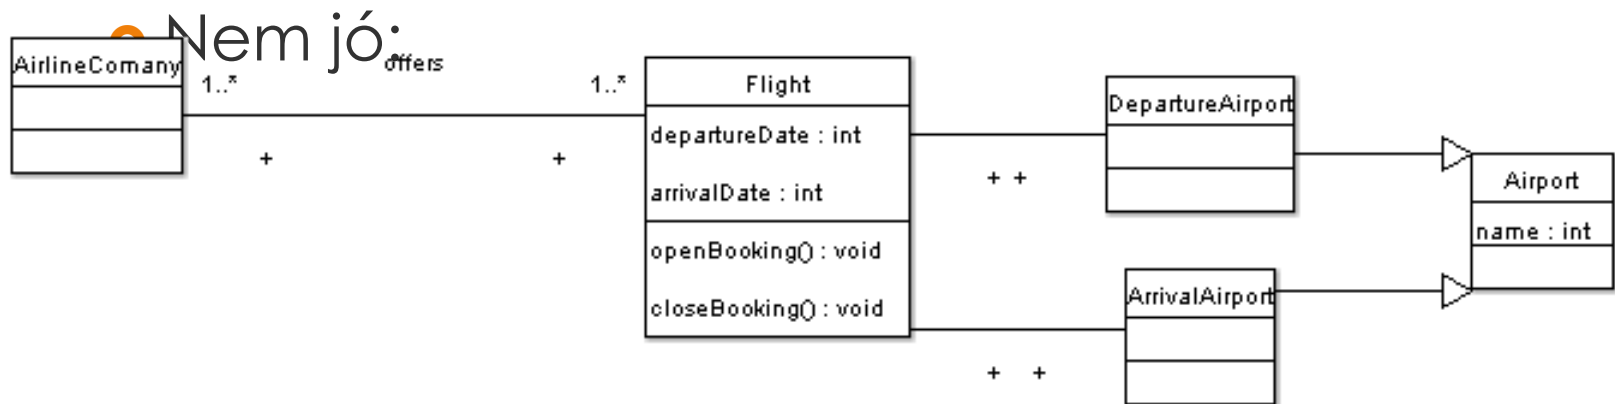 Nem jó:
AirlineComany
1..*
offers
1..*
+
+
Flight
departureDate : int
arrivalDate : int
openBooking() : void
closeBooking() : void
+ +
DepartureAirport
+ +
ArrivalAirport
Airport
name : int